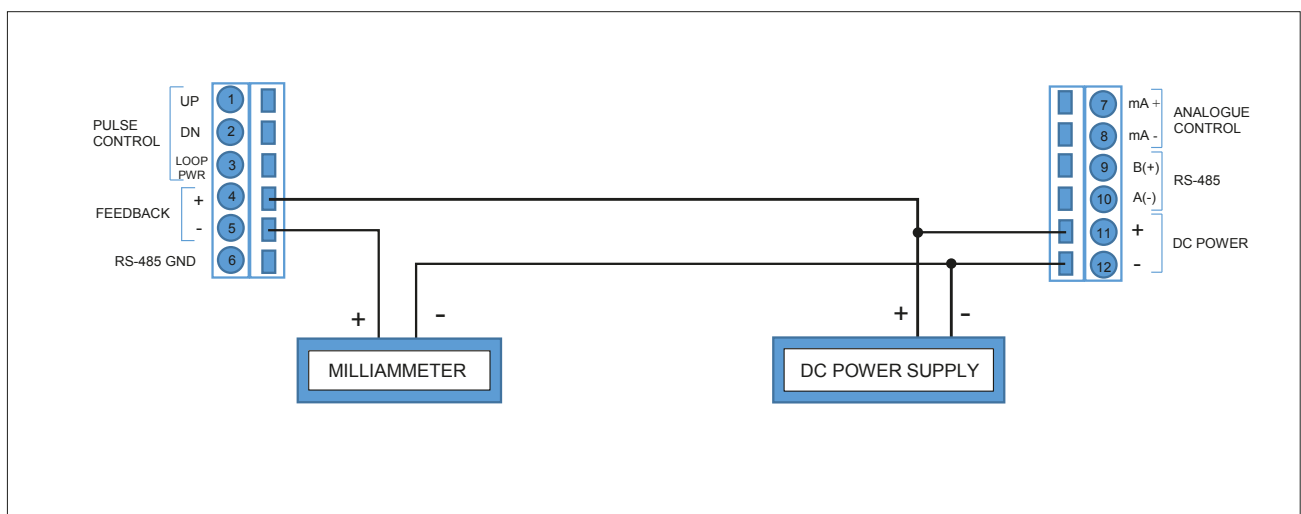 PULSE
CONTROL
UP 1
DN 2
LOOP
PWR 3
FEEDBACK
+ 4
- 5
RS-485 GND 6
7 mA +
8 mA -
ANALOGUE
CONTROL
9 B(+)
10 A(-)
RS-485
11 +
12 -
DC POWER
+ -
MILLIAMMETER
+ -
DC POWER SUPPLY